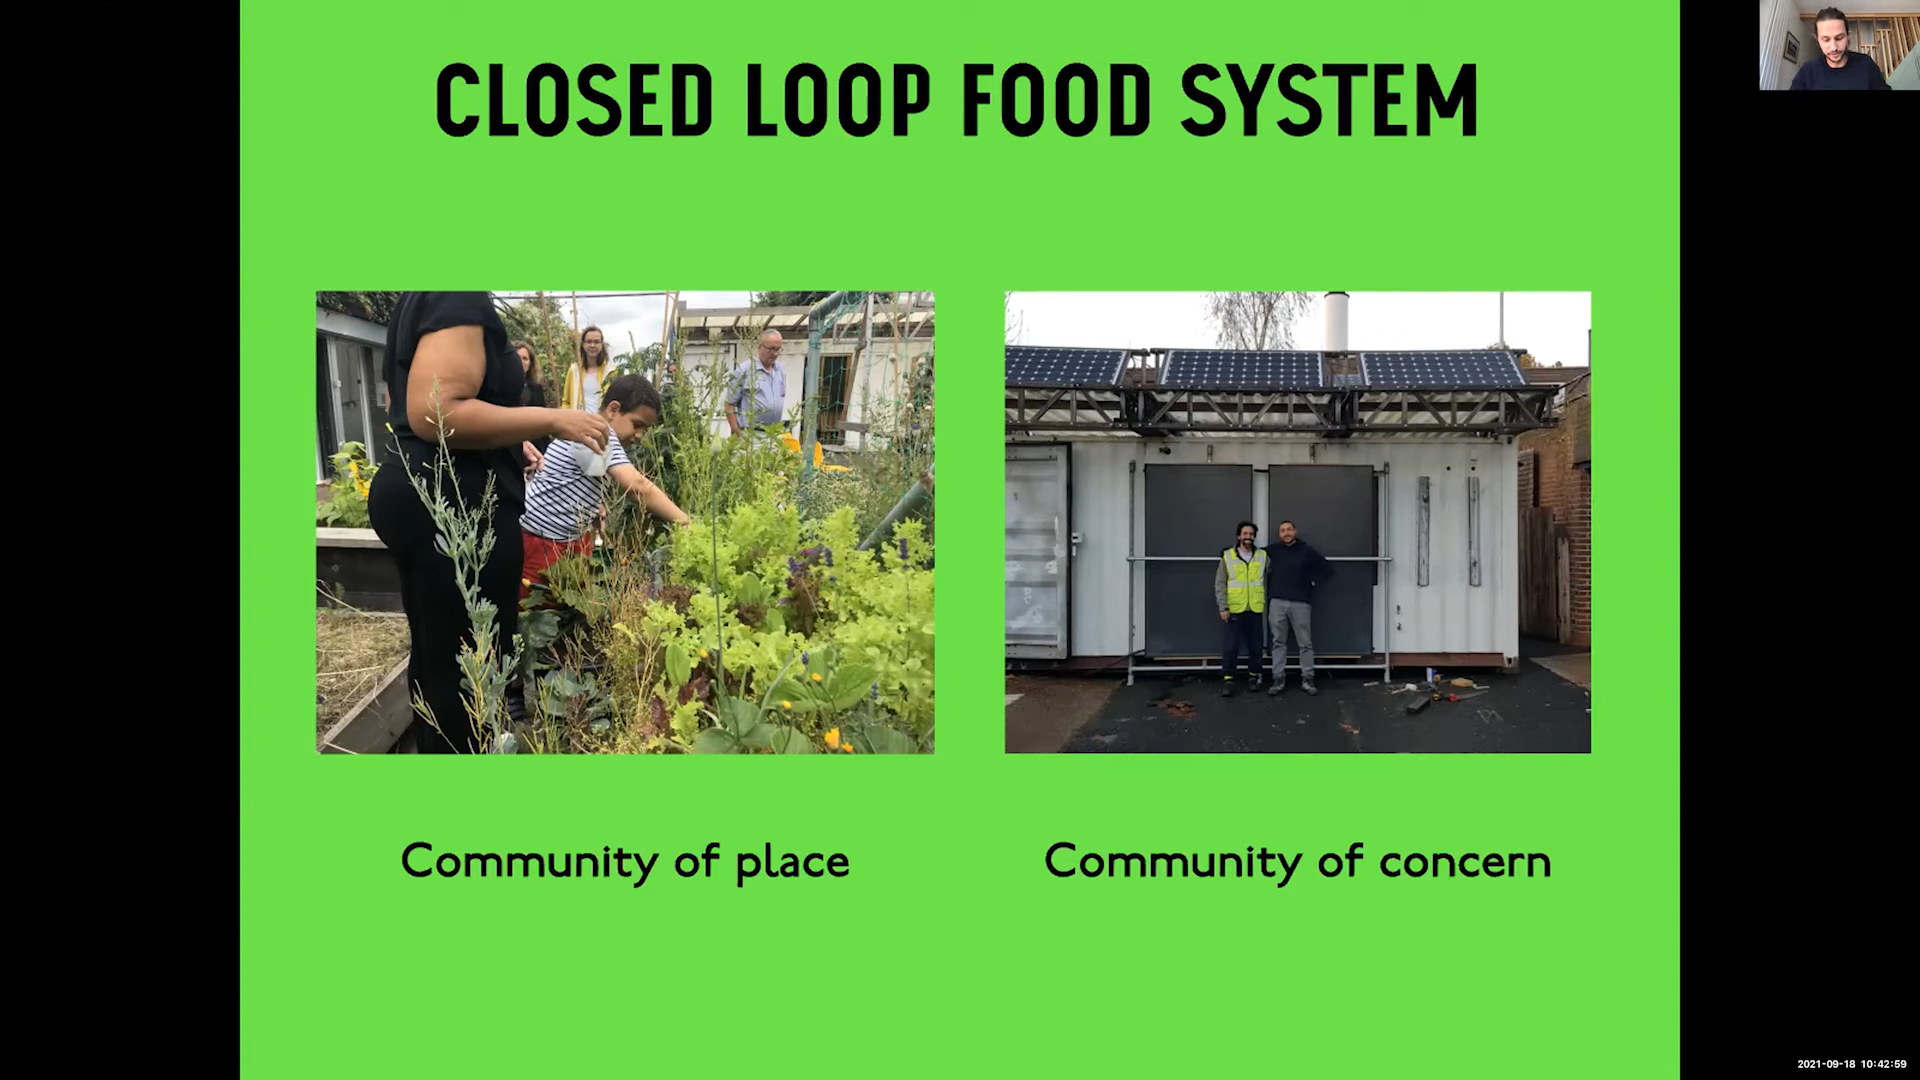 CLOSED LOOP FOOD SYSTEM
Community of place
Community of concern
2021-09-18 10:42:59